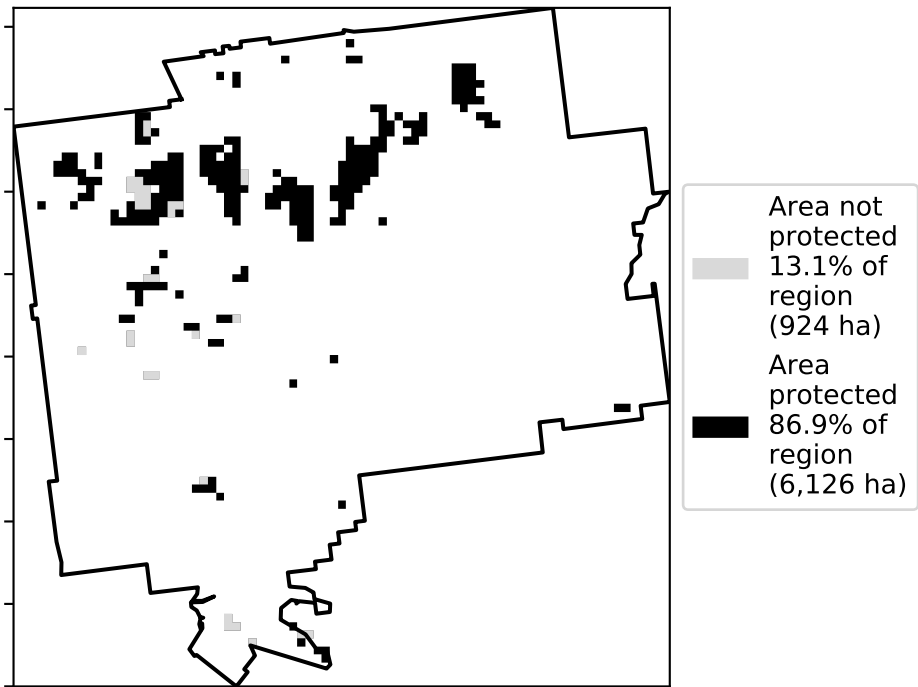 Area not
protected
13.1% of
region
(924 ha)
Area
protected
86.9% of
region
(6,126 ha)